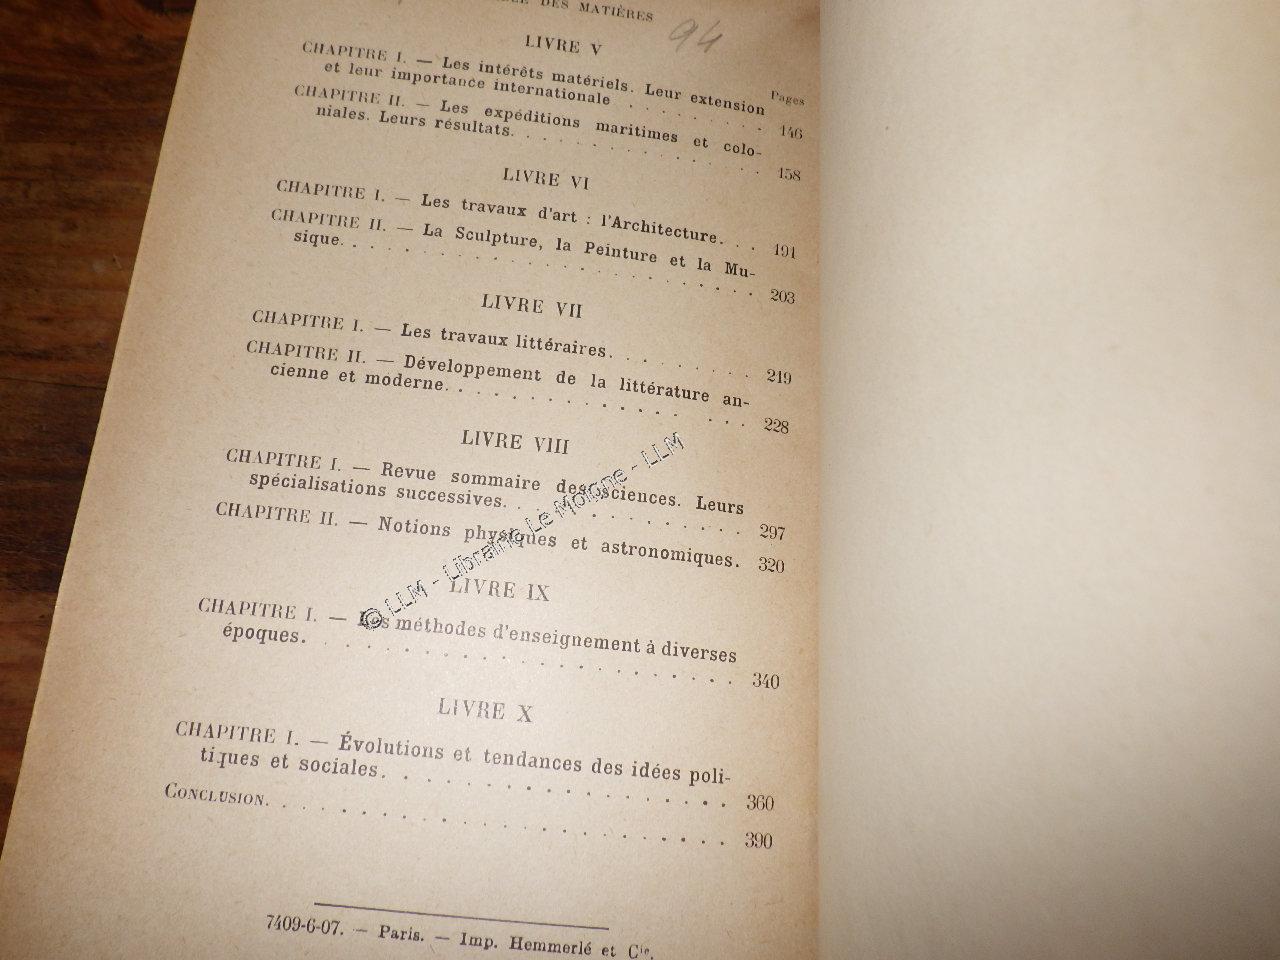 DES MATIÈRES
94
LIVRE V
Pages
CHAPITRE I. — Les intérêts matériels. Leur extension
et leur importance internationale . . . . . . . . 146
CHAPITRE II. — Les expéditions maritimes et colo-
niales. Leurs résultats. . . . . . . . . . . . . 158
LIVRE VI
CHAPITRE I. — Les travaux d'art : l'Architecture. . . 191
CHAPITRE II. — La Sculpture, la Peinture et la Mu-
sique. . . . . . . . . . . . . . . . . . . . 203
LIVRE VII
CHAPITRE I. — Les travaux littéraires. . . . . . . . 219
CHAPITRE II. — Développement de la littérature an-
cienne et moderne. . . . . . . . . . . . . . . 228
LIVRE VIII
CHAPITRE I. — Revue sommaire des sciences. Leurs
spécialisations successives. . . . . . . . . . . . 297
CHAPITRE II. — Notions physiques et astronomiques. 320
© LLM - Librairie Le Moigne - LLM
LIVRE IX
CHAPITRE I. — Les méthodes d'enseignement à diverses
époques. . . . . . . . . . . . . . . . . . . . 340
LIVRE X
CHAPITRE I. — Évolutions et tendances des idées poli-
tiques et sociales. . . . . . . . . . . . . . . . 360
CONCLUSION. . . . . . . . . . . . . . . . . . . . . 390
7409-6-07. — Paris. — Imp. Hemmerlé et Cie.